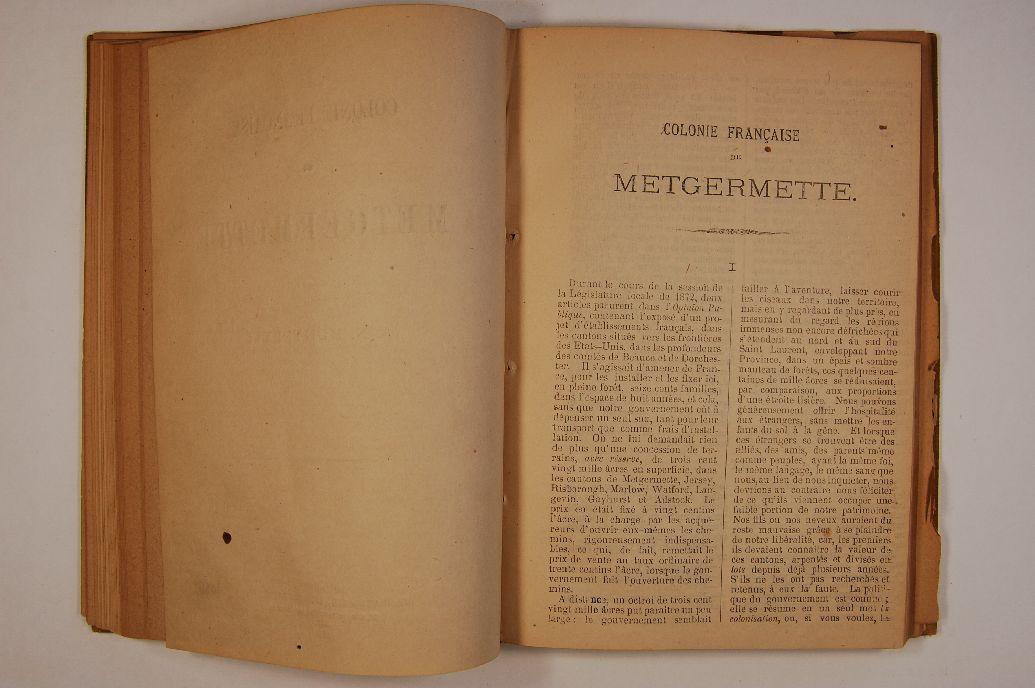 COLONIE FRANÇAISE
DE
METGERMETTE.
I
Durant le cours de la session de
la Législature locale de 1872, deux
articles parurent dans l'Opinion Pu-
blique, contenant l'exposé d'un pro-
jet d'établissements français, dans
les cantons situés vers les frontières
des Etats-Unis, dans les profondeurs
des comtés de Beauce et de Dorches-
ter. Il s'agissait d'amener de Fran-
ce, pour les installer et les fixer ici,
en pleine forêt, seize cents familles,
dans l'espace de huit années, et cela,
sans que notre gouvernement eût à
dépenser un seul sou, tant pour leur
transport que comme frais d'instal-
lation. On ne lui demandait rien
de plus qu'une concession de ter-
rains, avec réserve, de trois cent
vingt mille âcres en superficie, dans
les cantons de Metgermette, Jersey,
Risborough, Marlow, Watford, Lan-
gevin, Gayhurst et Adstock. Le
prix en était fixé à vingt centins
l'âcre, à la charge par les acqué-
reurs d'ouvrir eux-mêmes les che-
mins, rigoureusement indispensa-
bles, ce qui, de fait, remettait le
prix de vente au taux ordinaire de
trente centins l'âcre, lorsque le gou-
vernement fait l'ouverture des che-
mins.
A distance, un octroi de trois cent
vingt mille âcres put paraître un peu
large: le gouvernement semblait
tailler à l'aventure, laisser courir
les ciseaux dans notre territoire,
mais en y regardant de plus près, en
mesurant du regard les régions
immenses non encore défrichées qui
s'étendent au nord et au sud du
Saint Laurent, enveloppant notre
Province, dans un épais et sombre
manteau de forêts, ces quelques cen-
taines de mille âcres se réduisaient,
par comparaison, aux proportions
d'une étroite lisière. Nous pouvons
généreusement offrir l'hospitalité
aux étrangers, sans mettre les en-
fants du sol à la gêne. Et lorsque
ces étrangers se trouvent être des
alliés, des amis, des parents même
comme peuples, ayant la même foi,
le même langage, le même sang que
nous, au lieu de nous inquiéter, nous
devrions au contraire nous féliciter
de ce qu'ils viennent occuper une
faible portion de notre patrimoine.
Nos fils ou nos neveux auraient du
reste mauvaise grâce à se plaindre
de notre libéralité, car, les premiers
ils devaient connaître la valeur de
ces cantons, arpentés et divisés en
lots depuis déjà plusieurs années.
S'ils ne les ont pas recherchés et
retenus, à eux la faute. La politi-
que du gouvernement est connue;
elle se résume en un seul mot la
colonisation, ou, si vous voulez, la